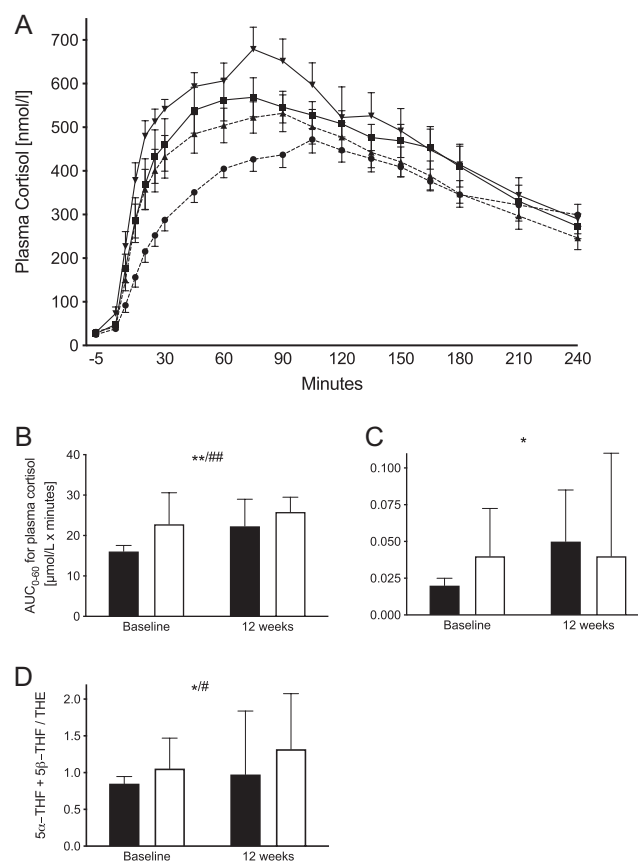 A
Plasma Cortisol [nmol/l]
700
600
500
400
300
200
100
0
-5 30 60 90 120 150 180 210 240
Minutes
B
**/##
AUC0-60 for plasma cortisol
[µmol/L x minutes]
40
30
20
10
0
Baseline 12 weeks
C
*
0.100
0.075
0.050
0.025
0.000
Baseline 12 weeks
D
*/#
5α–THF + 5β–THF / THE
2.0
1.5
1.0
0.5
0.0
Baseline 12 weeks